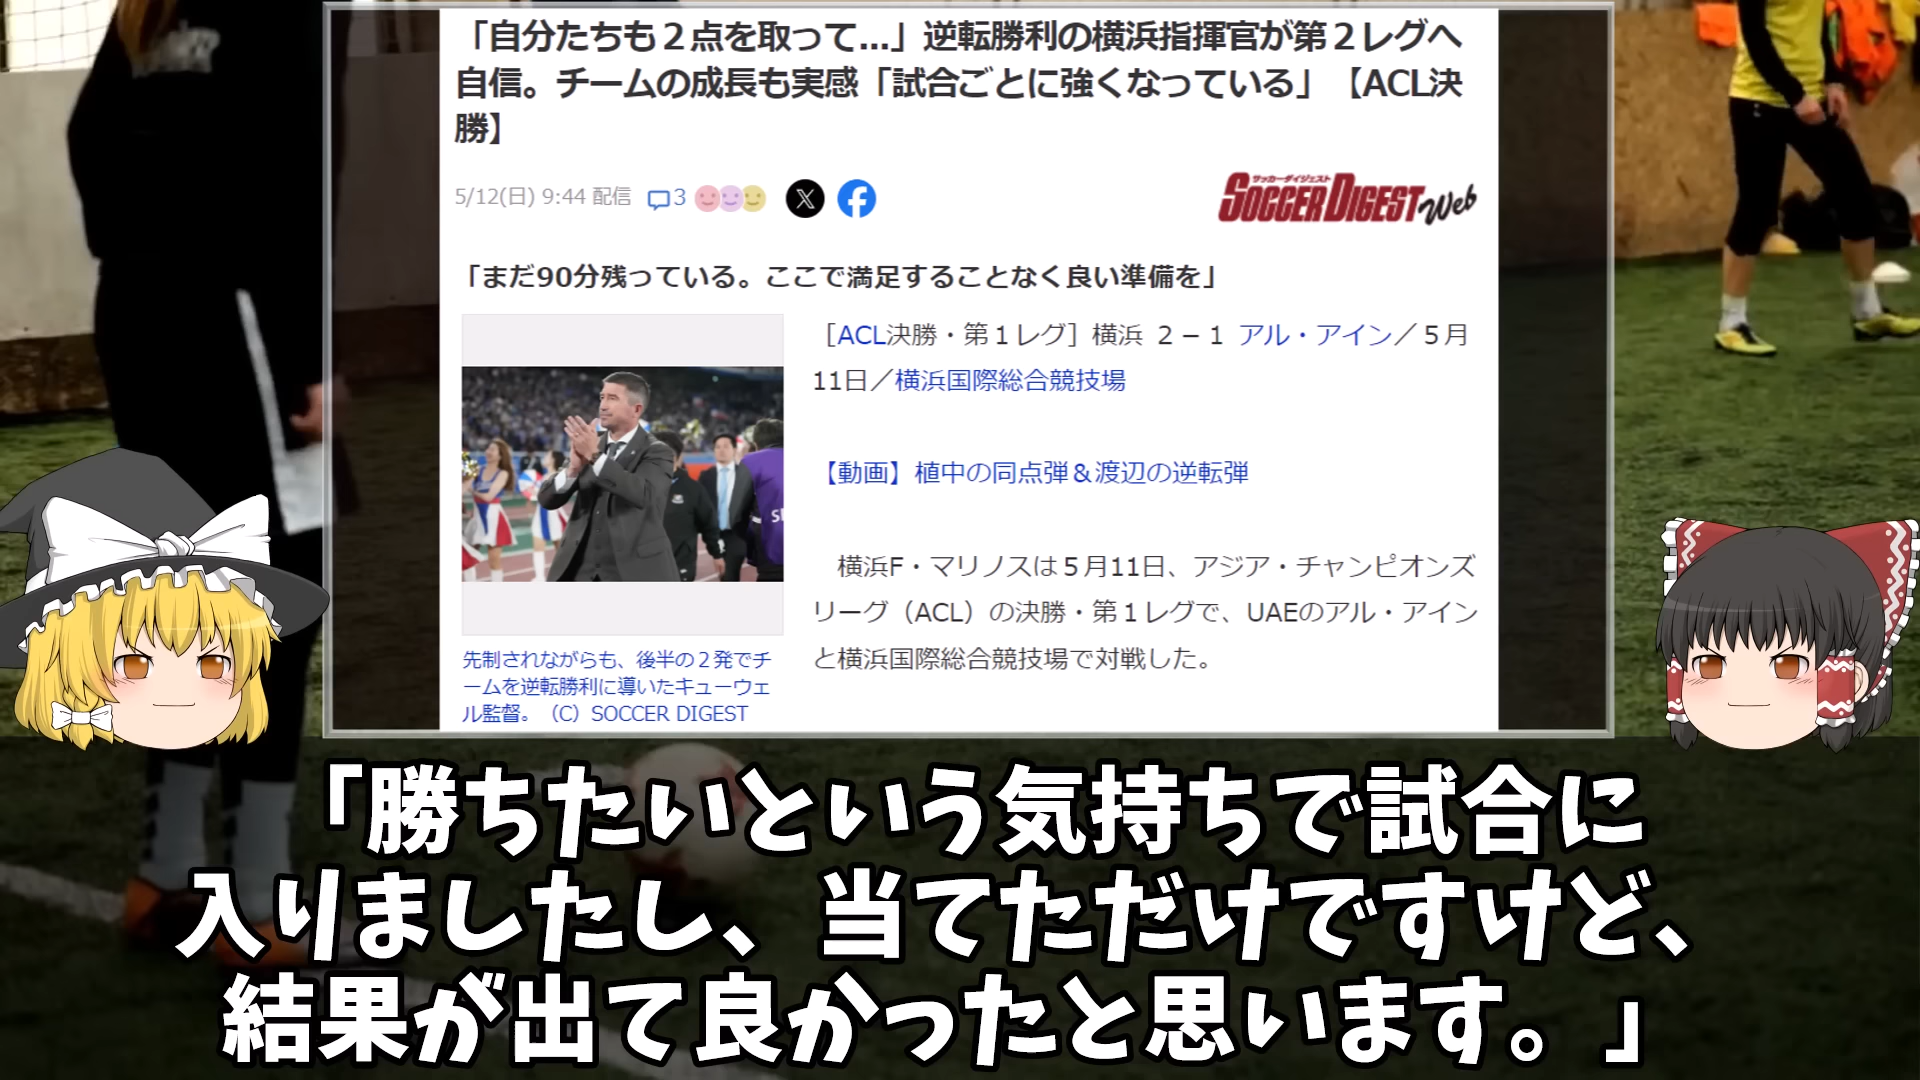 「自分たちも２点を取って…」逆転勝利の横浜指揮官が第２レグへ
自信。チームの成長も実感「試合ごとに強くなっている」【ACL決
勝】
5/12(日) 9:44 配信 3
サッカーダイジェスト
SOCCER DIGEST Web
「まだ90分残っている。ここで満足することなく良い準備を」
［ACL決勝・第１レグ］横浜 ２－１ アル・アイン／５月
11日／横浜国際総合競技場
【動画】植中の同点弾＆渡辺の逆転弾
横浜F・マリノスは５月11日、アジア・チャンピオンズ
リーグ（ACL）の決勝・第１レグで、UAEのアル・アイン
と横浜国際総合競技場で対戦した。
先制されながらも、後半の２発でチ
ームを逆転勝利に導いたキューウェ
ル監督。（C）SOCCER DIGEST
「勝ちたいという気持ちで試合に
入りましたし、当てただけですけど、
結果が出て良かったと思います。」